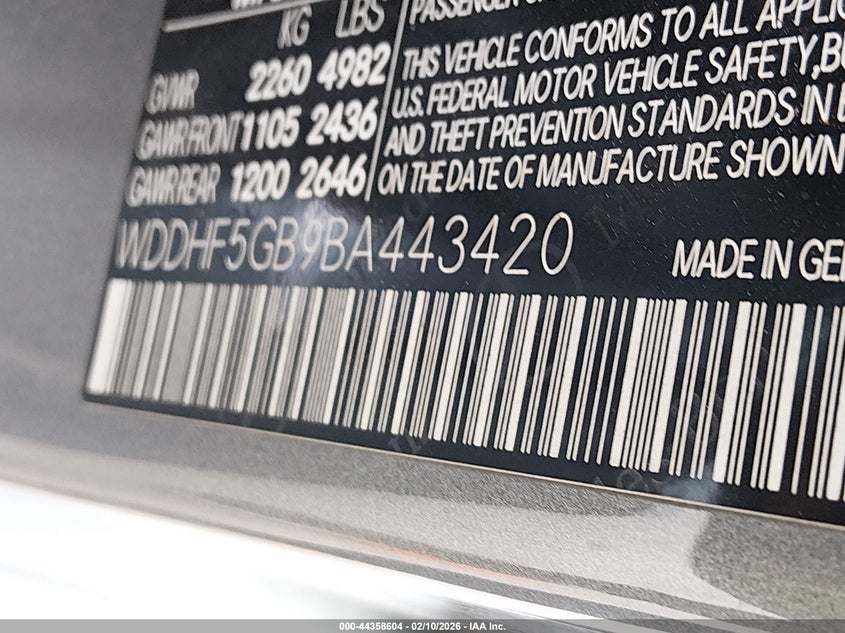 KG LBS
GVWR 2260 4982
GAWR FRONT 1105 2436
GAWR REAR 1200 2646
PASSENGER
THIS VEHICLE CONFORMS TO ALL
U.S. FEDERAL MOTOR VEHICLE SAFETY,
AND THEFT PREVENTION STANDARDS IN
ON THE DATE OF MANUFACTURE SHOWN
WDDHF5GB9BA443420
MADE IN
000-44358604 - 02/10/2026 - IAA Inc.